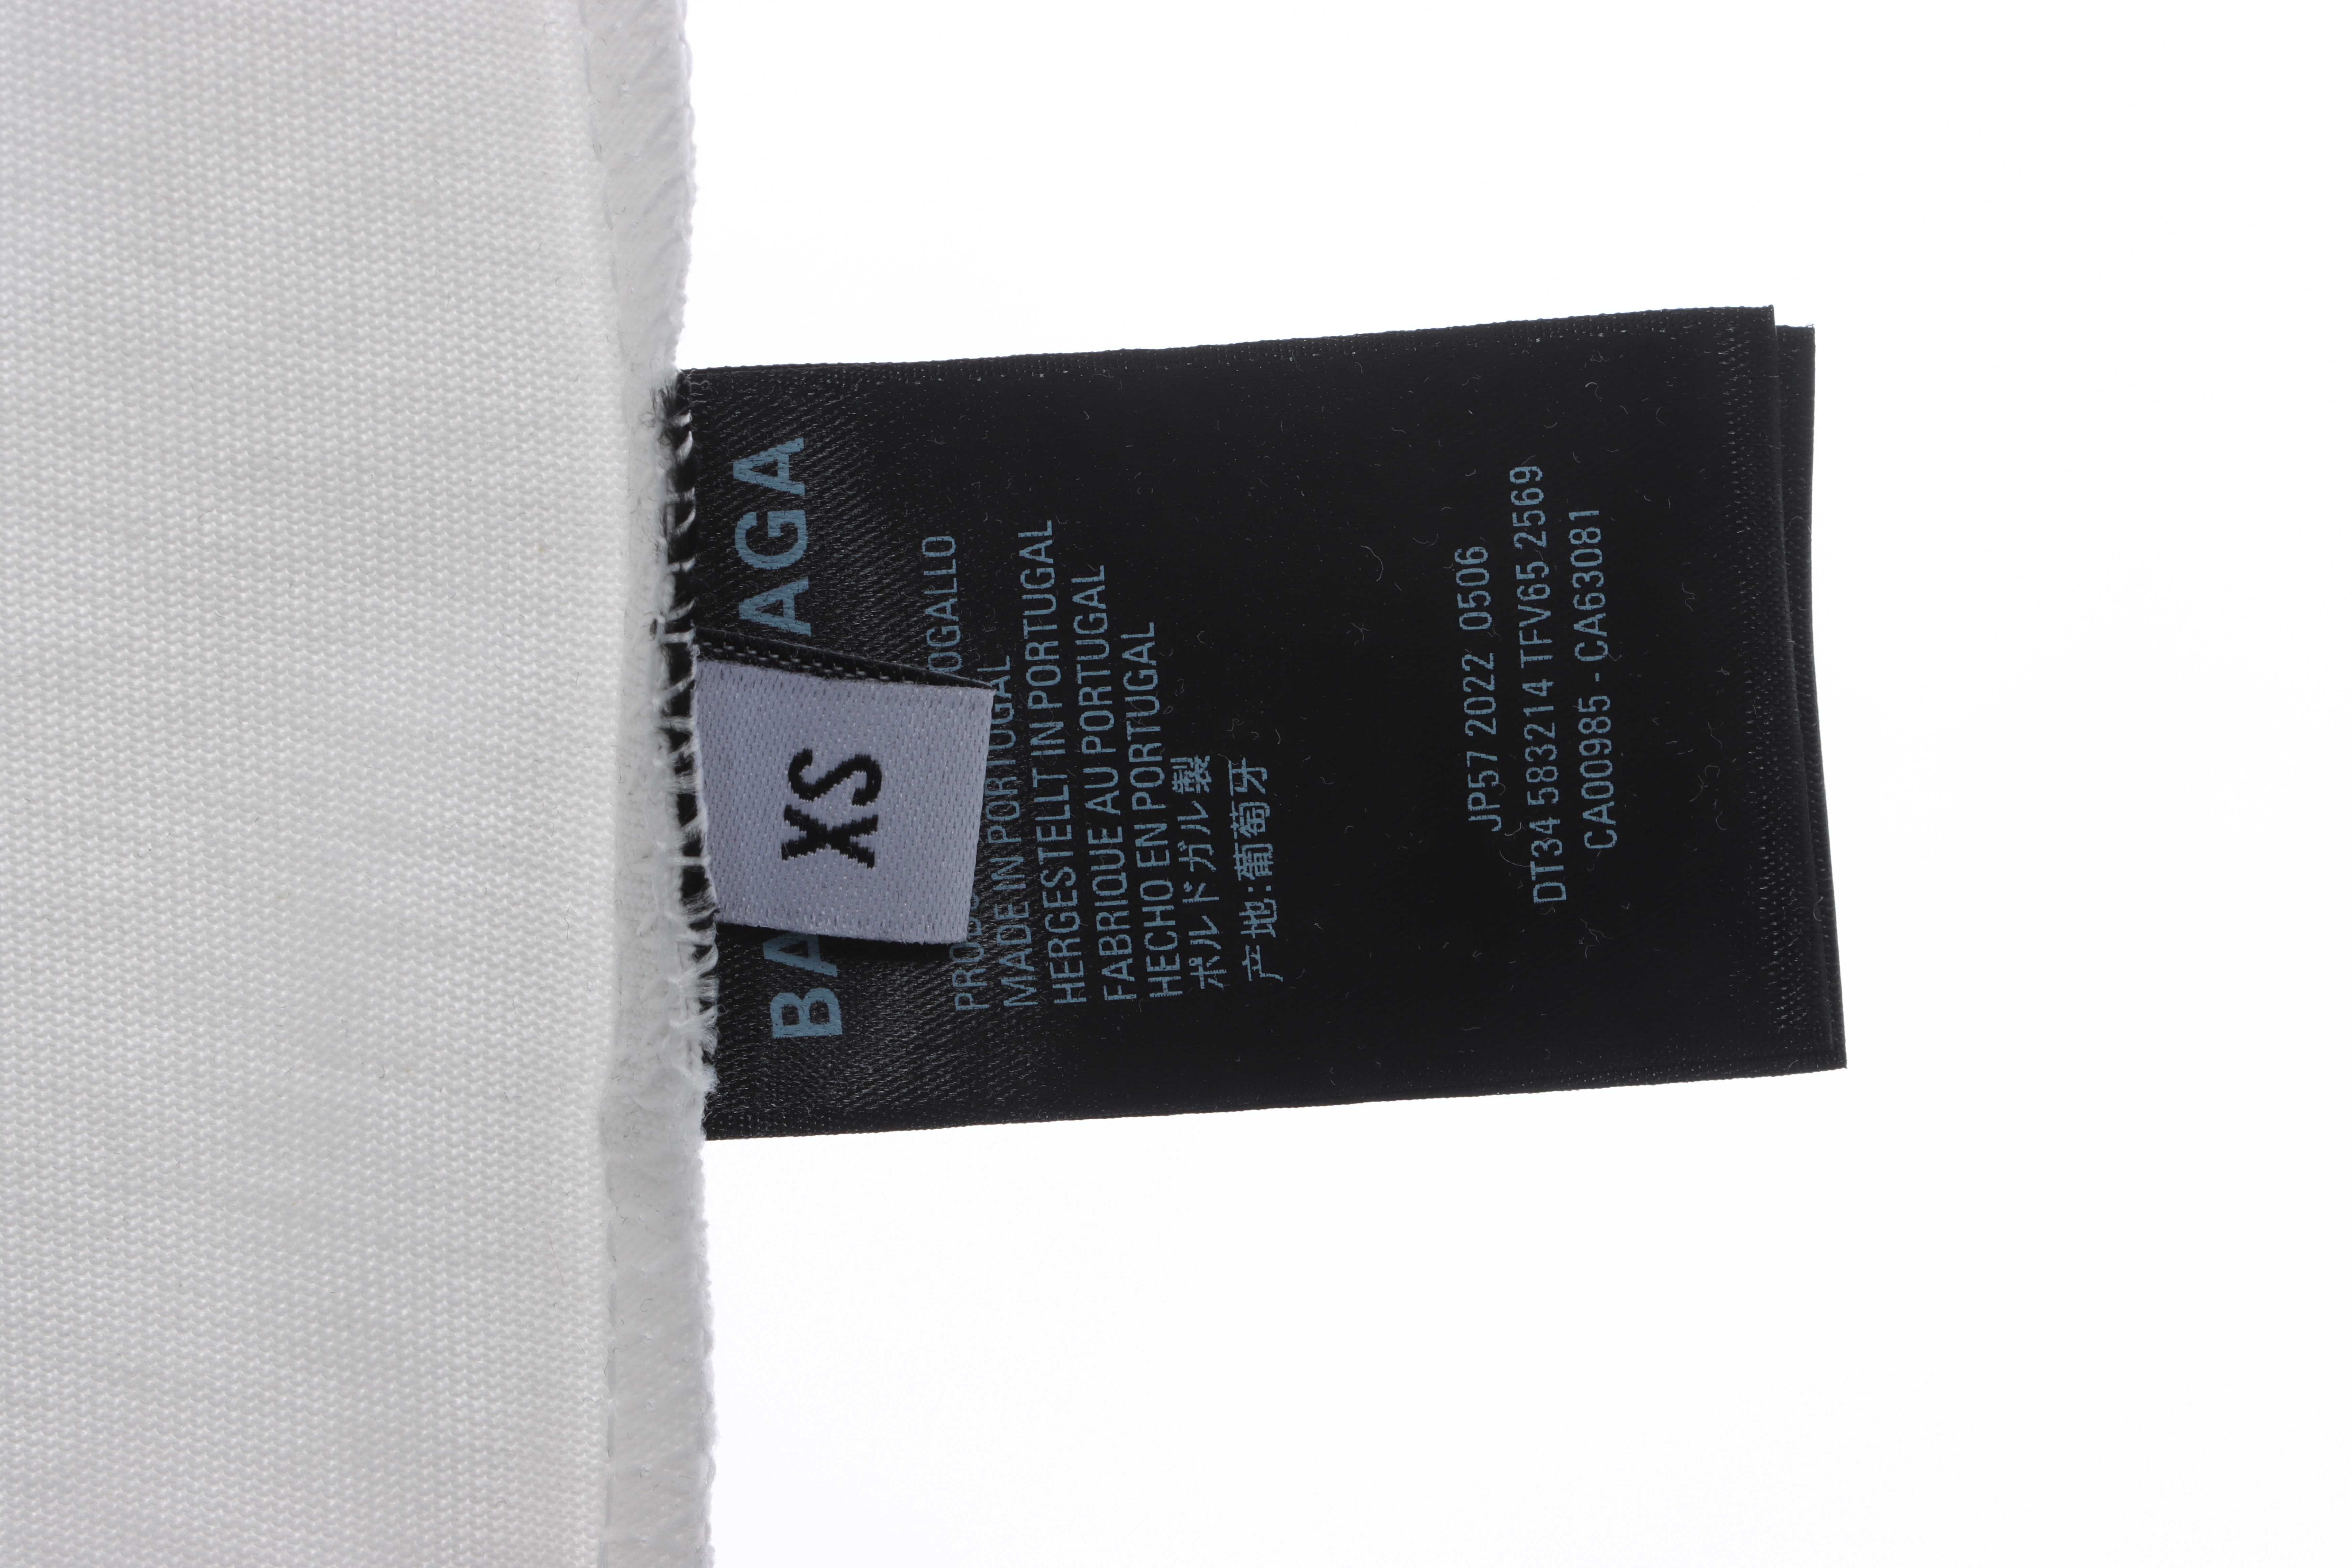 BA AGA
XS
PRO OGALLO
MADE IN PORTUGAL
HERGESTELLT IN PORTUGAL
FABRIQUE AU PORTUGAL
HECHO EN PORTUGAL
ポルトガル製
产地:葡萄牙
JP57 2022 0506
DT34 583214 TFV65 2569
CA00985 - CA63081